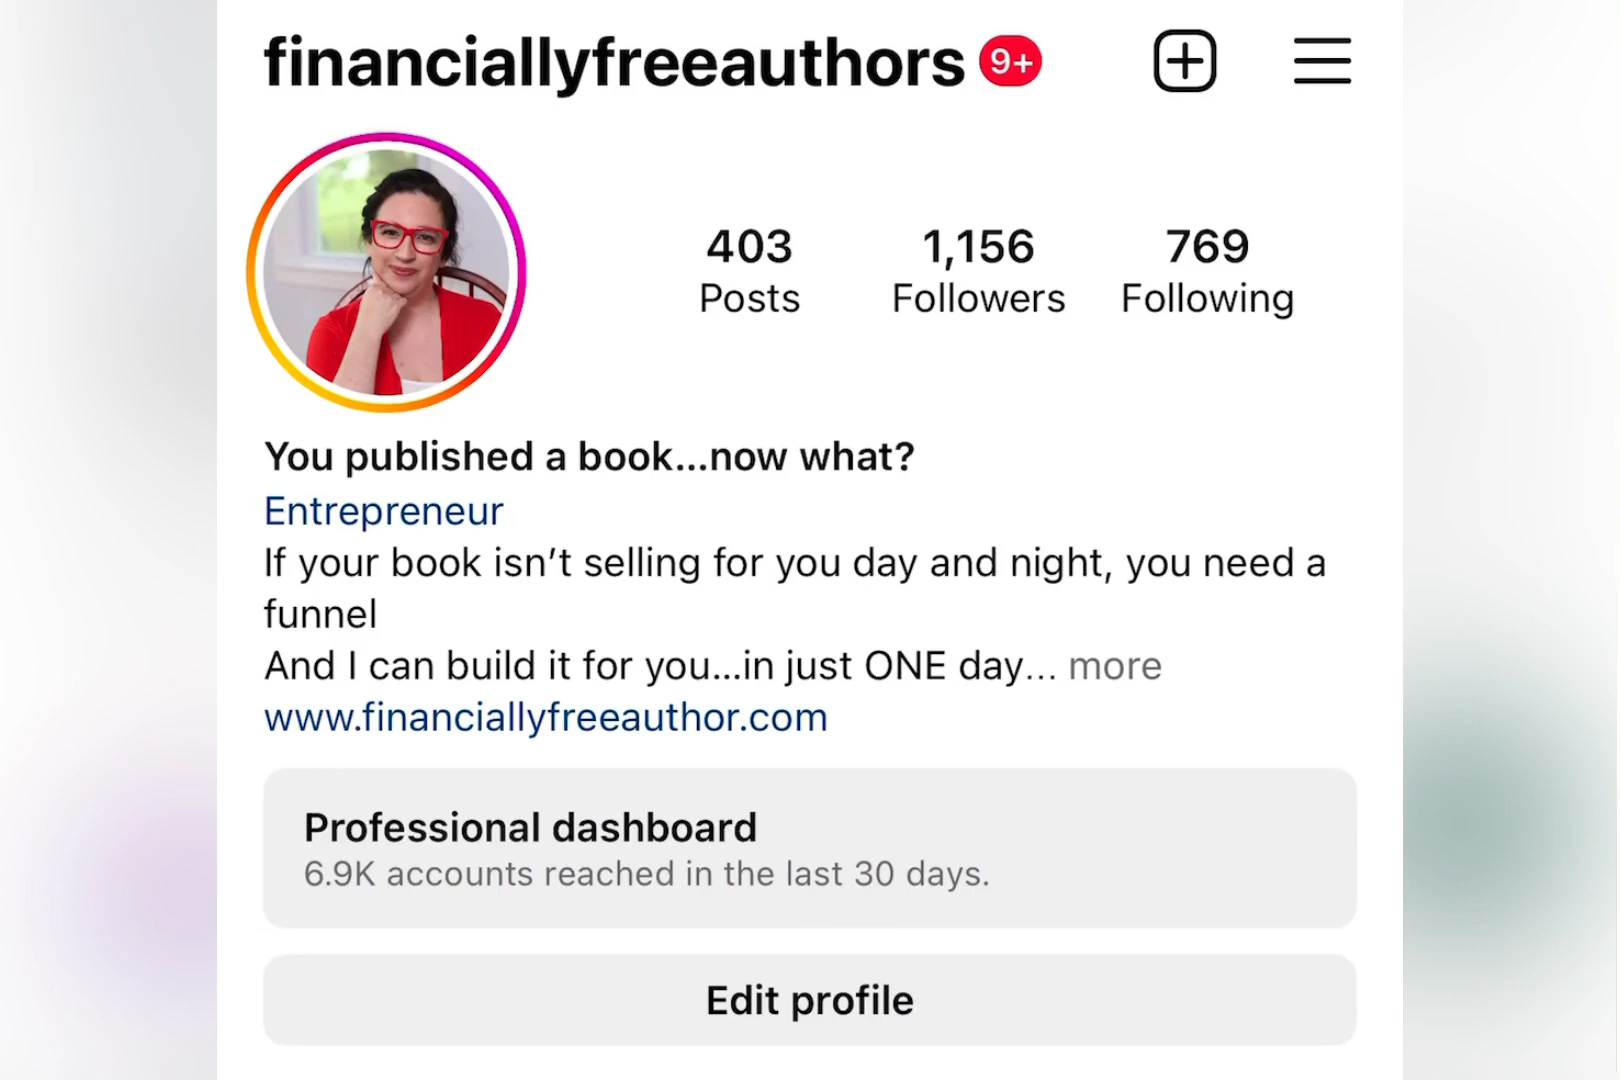 financiallyfreeauthors 9+
403 1,156 769
Posts Followers Following
You published a book...now what?
Entrepreneur
If your book isn’t selling for you day and night, you need a
funnel
And I can build it for you...in just ONE day... more
www.financiallyfreeauthor.com
Professional dashboard
6.9K accounts reached in the last 30 days.
Edit profile